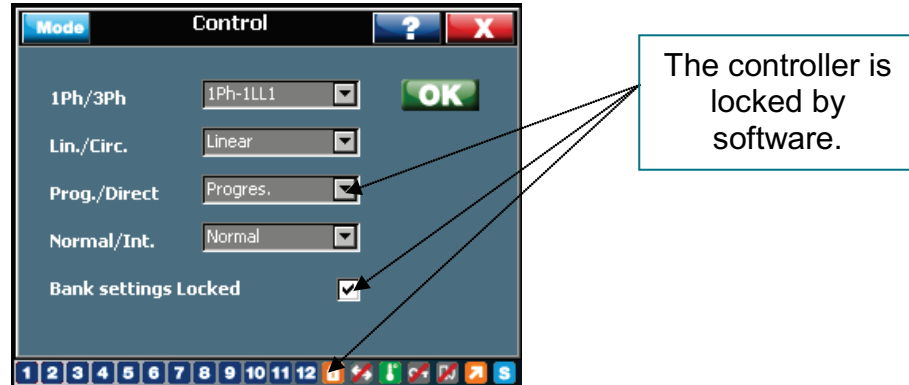 Mode Control ? X
1Ph/3Ph 1Ph-1LL1 OK
Lin./Circ. Linear
Prog./Direct Progres.
Normal/Int. Normal
Bank settings Locked
1 2 3 4 5 6 7 8 9 10 11 12 S
The controller is
locked by
software.